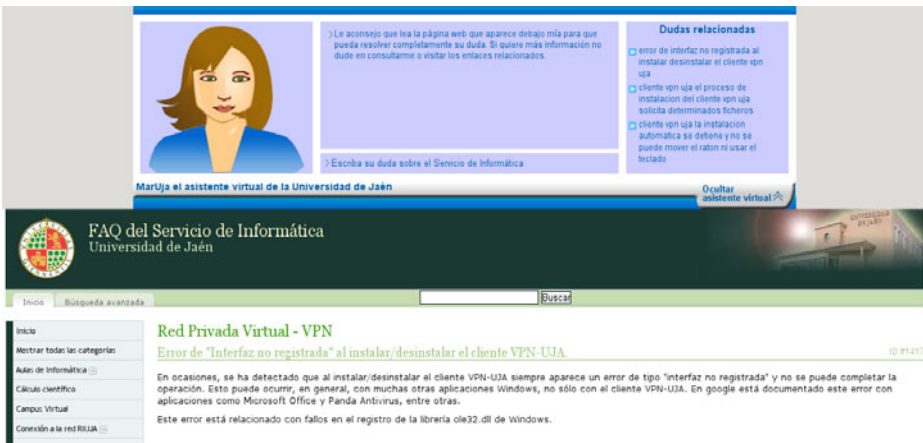 > Le aconsejo que lea la página web que aparece debajo mía para que
pueda resolver completamente su duda. Si quiere más información no
dude en consultarme o visitar los enlaces relacionados.
> Escriba su duda sobre el Servicio de Informática
Dudas relacionadas
error de interfaz no registrada al
instalar desinstalar el cliente vpn
uja
cliente vpn uja el proceso de
instalacion del cliente vpn uja
solicita determinados ficheros
cliente vpn uja la instalacion
automatica se detiene y no se
puede mover el raton ni usar el
teclado
MarUja el asistente virtual de la Universidad de Jaén
Ocultar
asistente virtual
FAQ del Servicio de Informática
Universidad de Jaén
Inicio
Búsqueda avanzada
Buscar
Inicio
Mostrar todas las categorías
Aulas de Informática
Cálculo científico
Campus Virtual
Conexión a la red RIUJA
Red Privada Virtual - VPN
Error de "Interfaz no registrada" al instalar/desinstalar el cliente VPN-UJA.
En ocasiones, se ha detectado que al instalar/desinstalar el cliente VPN-UJA siempre aparece un error de tipo "interfaz no registrada" y no se puede completar la
operación. Esto puede ocurrir, en general, con muchas otras aplicaciones Windows, no sólo con el cliente VPN-UJA. En google está documentado este error con
aplicaciones como Microsoft Office y Panda Antivirus, entre otras.
Este error está relacionado con fallos en el registro de la librería ole32.dll de Windows.